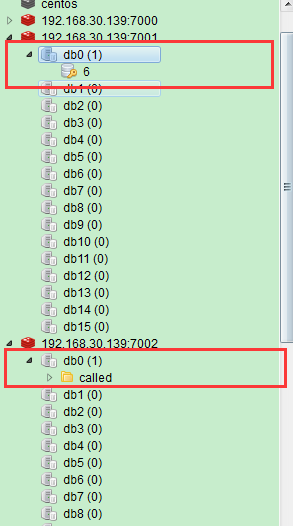 centos
192.168.30.139:7000
192.168.30.139:7001
db0 (1)
6
db1 (0)
db2 (0)
db3 (0)
db4 (0)
db5 (0)
db6 (0)
db7 (0)
db8 (0)
db9 (0)
db10 (0)
db11 (0)
db12 (0)
db13 (0)
db14 (0)
db15 (0)
192.168.30.139:7002
db0 (1)
called
db1 (0)
db2 (0)
db3 (0)
db4 (0)
db5 (0)
db6 (0)
db7 (0)
db8 (0)